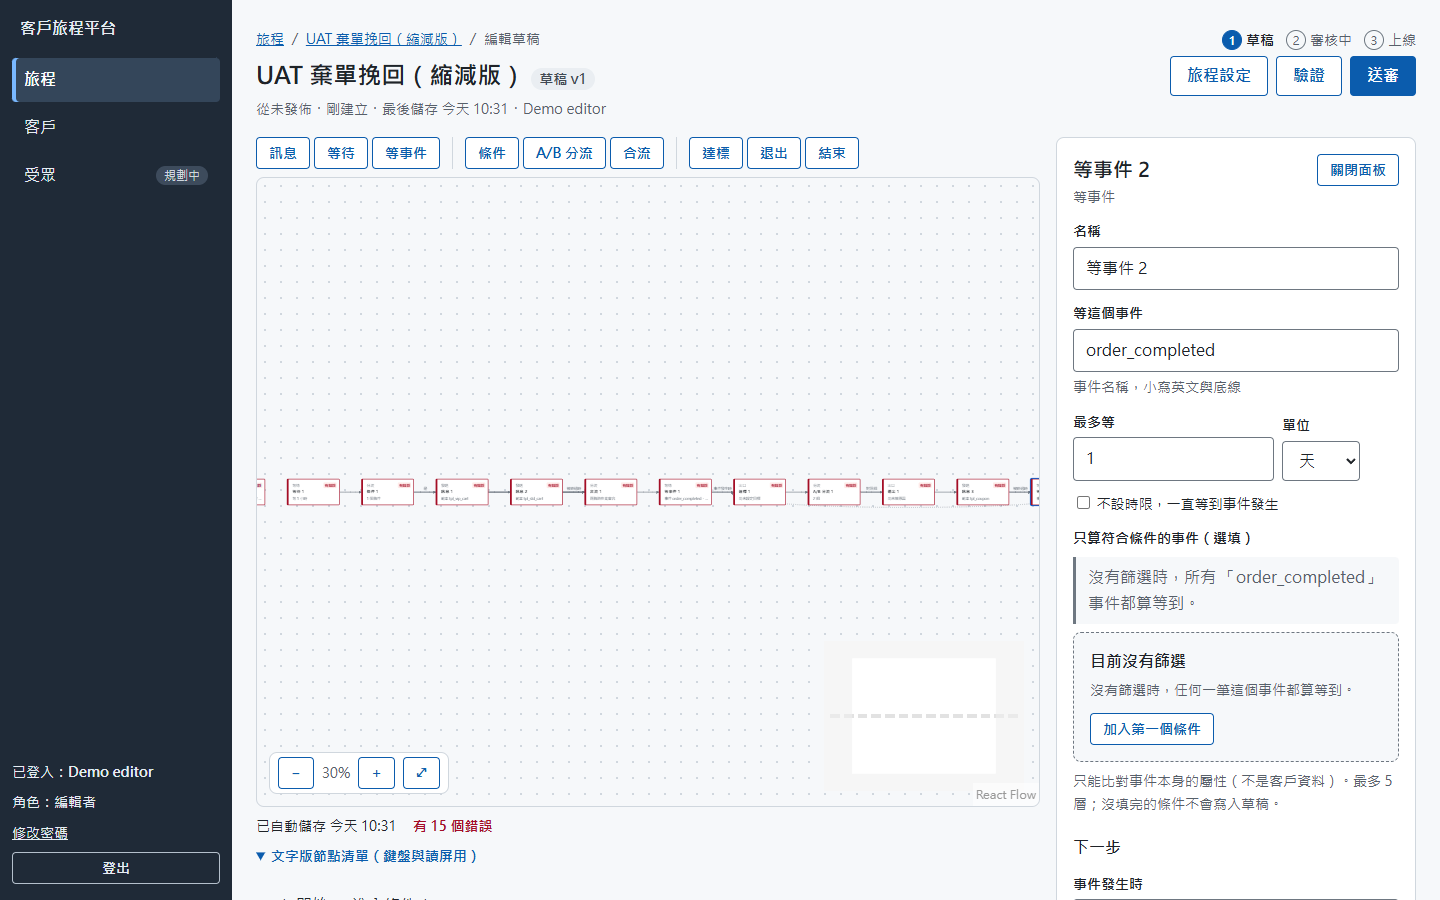 客戶旅程平台
旅程
客戶
受眾 規劃中
已登入：Demo editor
角色：編輯者
修改密碼
登出
旅程 / UAT 棄單挽回（縮減版） / 編輯草稿
UAT 棄單挽回（縮減版） 草稿 v1
從未發佈・剛建立・最後儲存 今天 10:31・Demo editor
1 草稿 2 審核中 3 上線
旅程設定 驗證 送審
訊息 等待 等事件 條件 A/B 分流 合流 達標 退出 結束
− 30% +
React Flow
已自動儲存 今天 10:31 有 15 個錯誤
▼ 文字版節點清單（鍵盤與讀屏用）
等事件 2
關閉面板
等事件
名稱
等事件 2
等這個事件
order_completed
事件名稱，小寫英文與底線
最多等
單位
1
天
不設時限，一直等到事件發生
只算符合條件的事件（選填）
沒有篩選時，所有「order_completed」
事件都算等到。
目前沒有篩選
沒有篩選時，任何一筆這個事件都算等到。
加入第一個條件
只能比對事件本身的屬性（不是客戶資料）。最多 5
層；沒填完的條件不會寫入草稿。
下一步
事件發生時